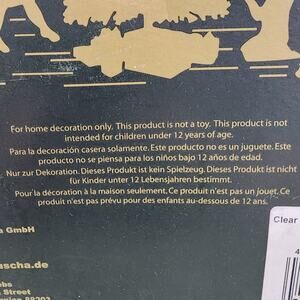 For home decoration only. This product is not a toy. This product is not
intended for children under 12 years of age.
Para la decoración casera solamente. Este producto no es un juguete. Este
producto no se piensa para los niños bajo 12 años de edad.
Nur zur Dekoration. Dieses Produkt ist kein Spielzeug. Dieses Produkt ist nicht
für Kinder unter 12 Lebensjahren bestimmt.
Pour la décoration à la maison seulement. Ce produit n'est pas un jouet. Ce
produit n'est pas prévu pour des enfants au-dessous de 12 ans.
Clear
a GmbH
uscha.de
4
bs
Street
88203